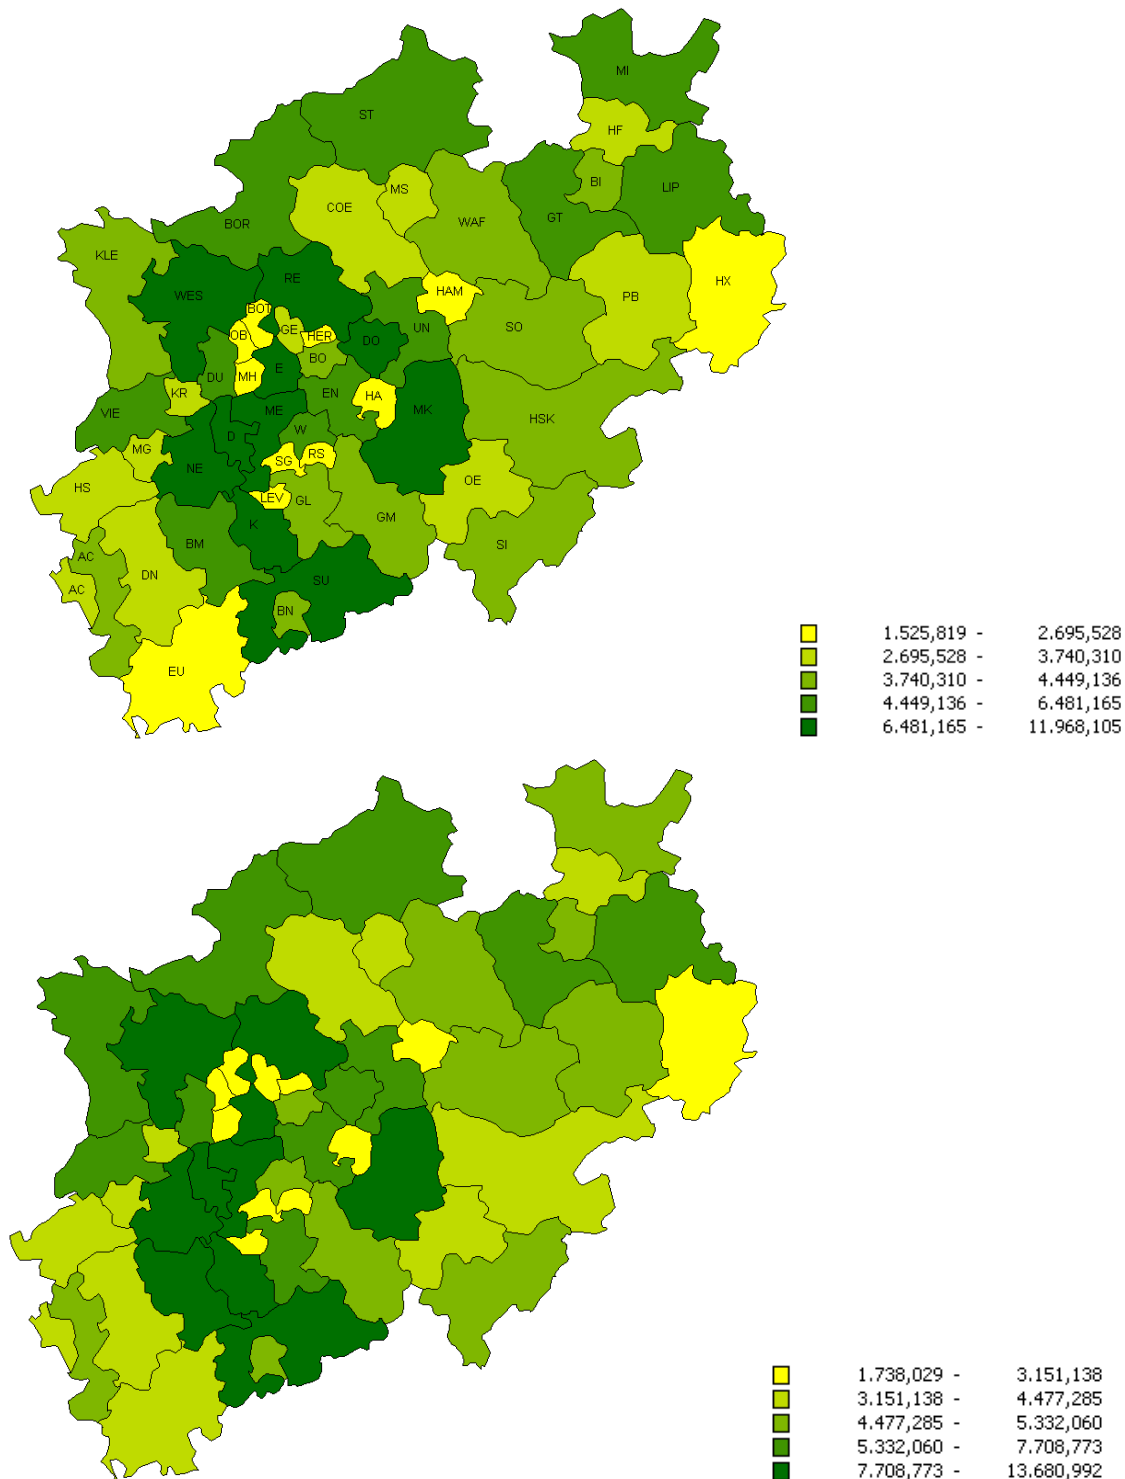 MI
ST
HF
BI
LIP
MS
COE
GT
WAF
BOR
KLE
RE
HX
HAM
WES
PB
BOT
SO
UN
OB
GE
HER
DO
BO
E
DU
MH
KR
EN
HA
MK
ME
VIE
HSK
W
D
MG
SG
RS
NE
OE
HS
LEV
GL
K
GM
BM
SI
AC
DN
SU
AC
BN
EU
1.525,819 - 2.695,528
2.695,528 - 3.740,310
3.740,310 - 4.449,136
4.449,136 - 6.481,165
6.481,165 - 11.968,105
1.738,029 - 3.151,138
3.151,138 - 4.477,285
4.477,285 - 5.332,060
5.332,060 - 7.708,773
7.708,773 - 13.680,992